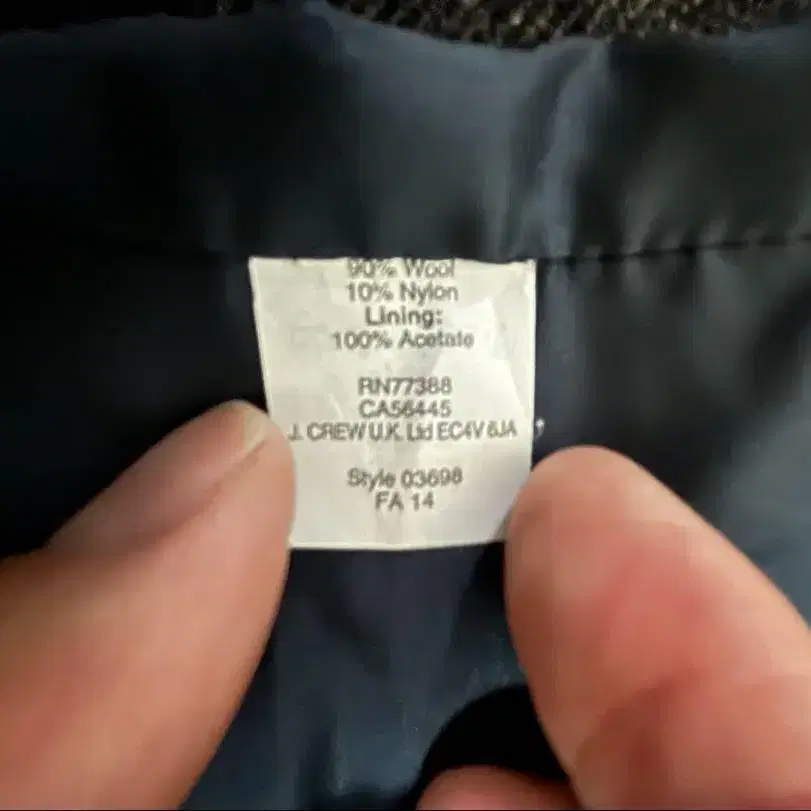 90% Wool
10% Nylon
Lining:
100% Acetate
RN77388
CA56445
J. CREW U.K. Ltd EC4V 6JA
Style 03698
FA 14